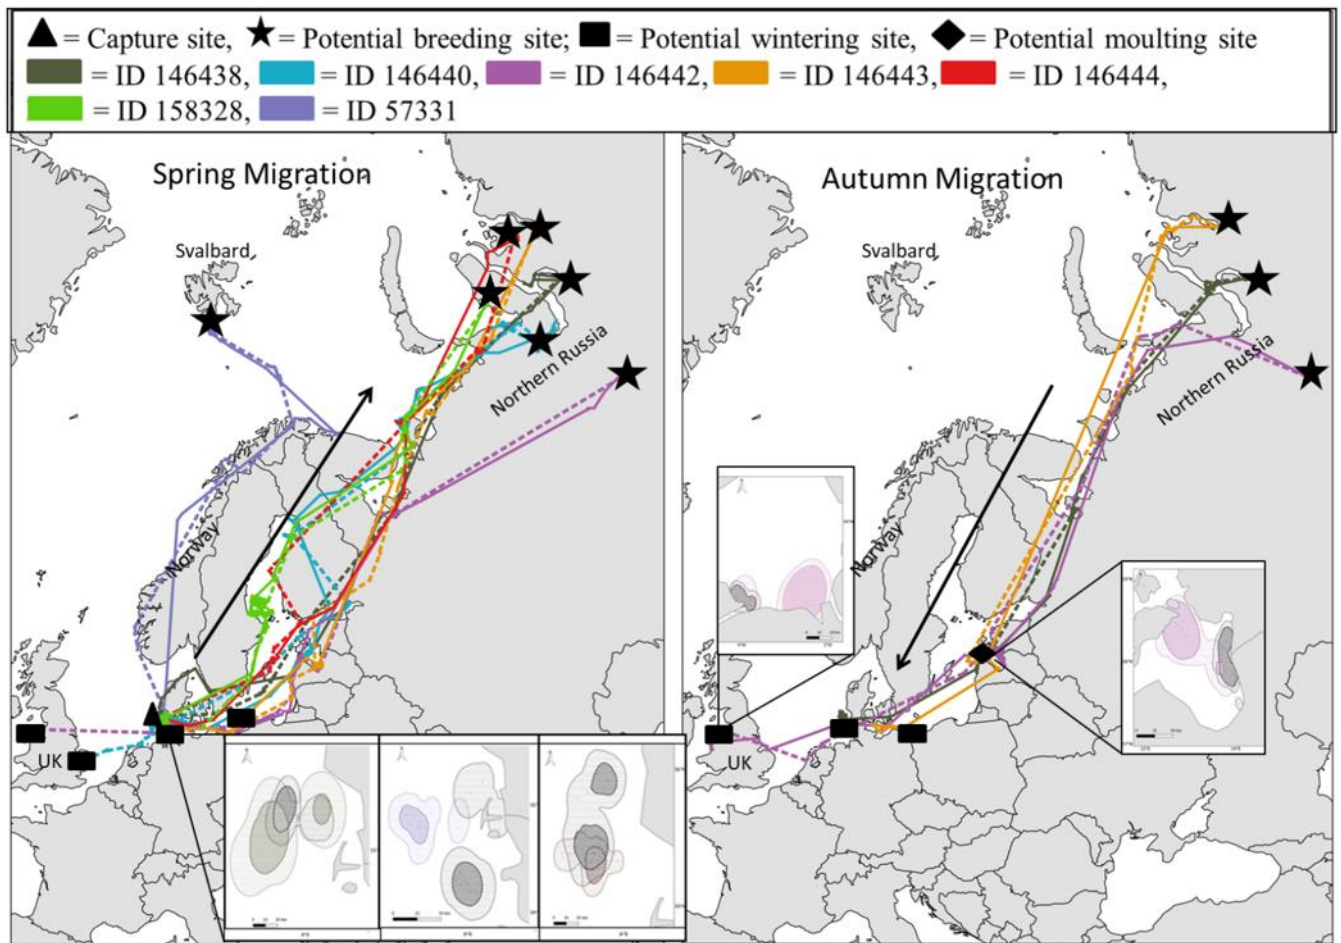 = Capture site, = Potential breeding site; = Potential wintering site, = Potential moulting site
= ID 146438, = ID 146440, = ID 146442, = ID 146443, = ID 146444,
= ID 158328, = ID 57331
Spring Migration
Svalbard
Northern Russia
Norway
UK
Autumn Migration
Svalbard
Northern Russia
Norway
UK